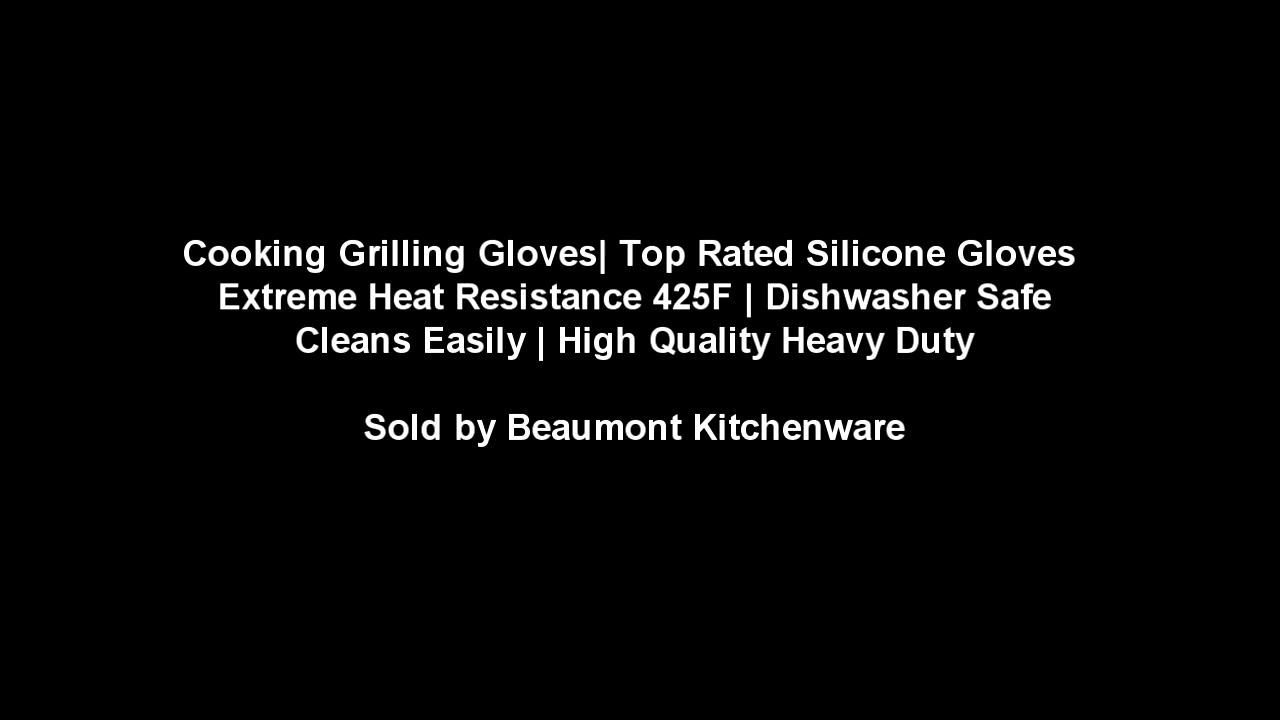 Cooking Grilling Gloves| Top Rated Silicone Gloves
Extreme Heat Resistance 425F | Dishwasher Safe
Cleans Easily | High Quality Heavy Duty
Sold by Beaumont Kitchenware